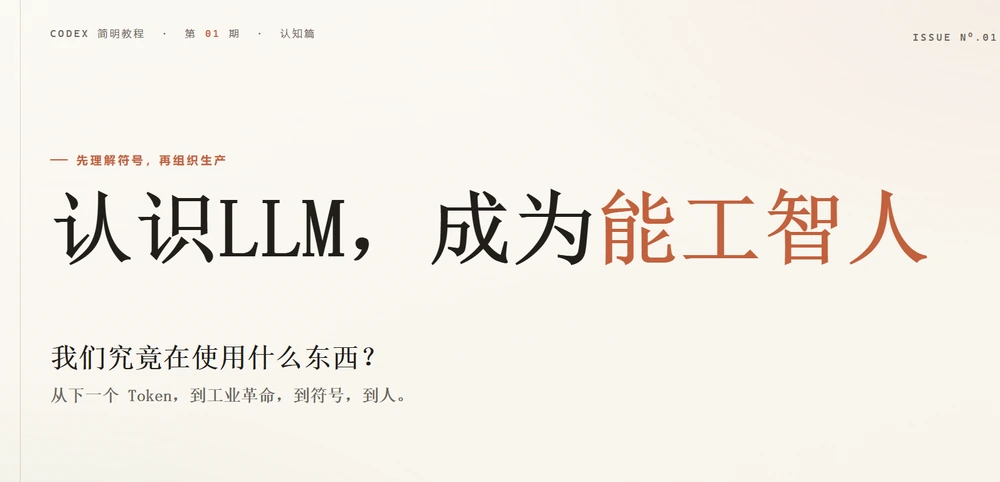 CODEX 简明教程 · 第 01 期 · 认知篇
ISSUE Nº.01
— 先理解符号，再组织生产
认识LLM，成为能工智人
我们究竟在使用什么东西？
从下一个 Token，到工业革命，到符号，到人。